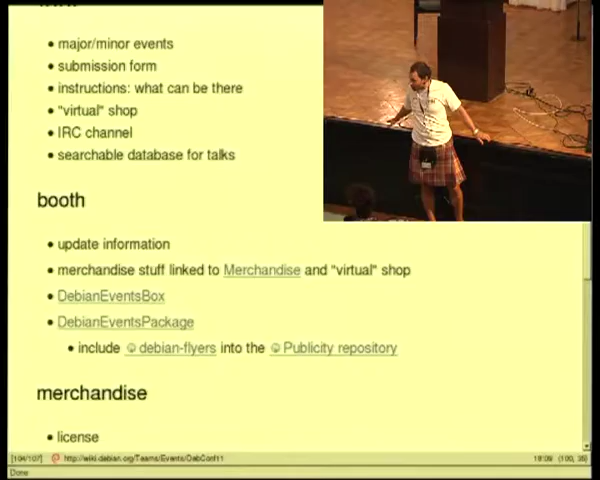 • major/minor events
• submission form
• instructions: what can be there
• "virtual" shop
• IRC channel
• searchable database for talks
booth
• update information
• merchandise stuff linked to Merchandise and "virtual" shop
• DebianEventsBox
• DebianEventsPackage
• include debian-flyers into the Publicity repository
merchandise
• license
[104/107] http://wiki.debian.org/Teams/Events/DebConf11
Done